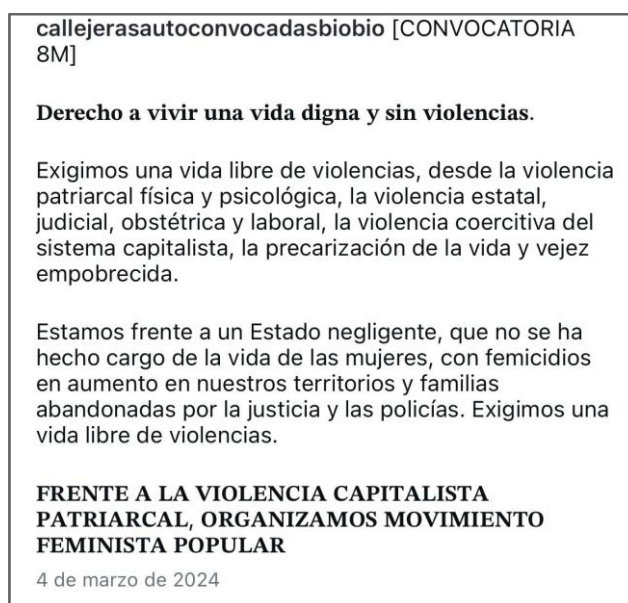 callejerasautoconvocadasbiobio [CONVOCATORIA
8M]
Derecho a vivir una vida digna y sin violencias.
Exigimos una vida libre de violencias, desde la violencia
patriarcal física y psicológica, la violencia estatal,
judicial, obstétrica y laboral, la violencia coercitiva del
sistema capitalista, la precarización de la vida y vejez
empobrecida.
Estamos frente a un Estado negligente, que no se ha
hecho cargo de la vida de las mujeres, con femicidios
en aumento en nuestros territorios y familias
abandonadas por la justicia y las policías. Exigimos una
vida libre de violencias.
FRENTE A LA VIOLENCIA CAPITALISTA
PATRIARCAL, ORGANIZAMOS MOVIMIENTO
FEMINISTA POPULAR
4 de marzo de 2024